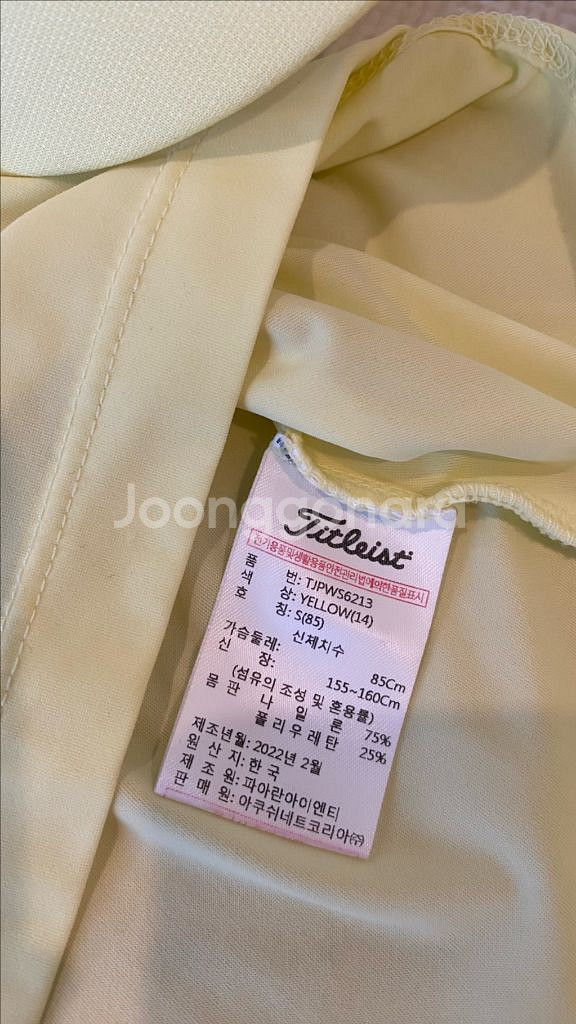 Joonggonara
Titleist
전기용품및생활용품안전관리법에의한품질표시
품 번: TJPWS6213
색 상: YELLOW(14)
호 칭: S(85)
신체치수
가슴둘레: 85Cm
신 장: 155~160Cm
(섬유의 조성 및 혼용률)
몸 판 나 일 론 75%
폴 리 우 레 탄 25%
제조년월: 2022년 2월
원 산 지: 한 국
제 조 원: 파아란아이엔티
판 매 원: 아쿠쉬네트코리아㈜